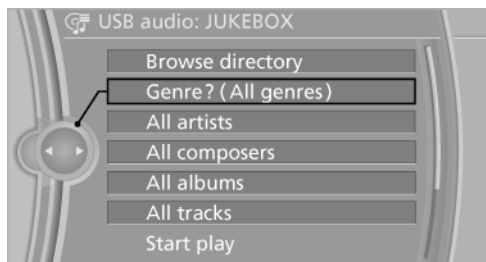 USB audio: JUKEBOX
Browse directory
Genre? (All genres)
All artists
All composers
All albums
All tracks
Start play